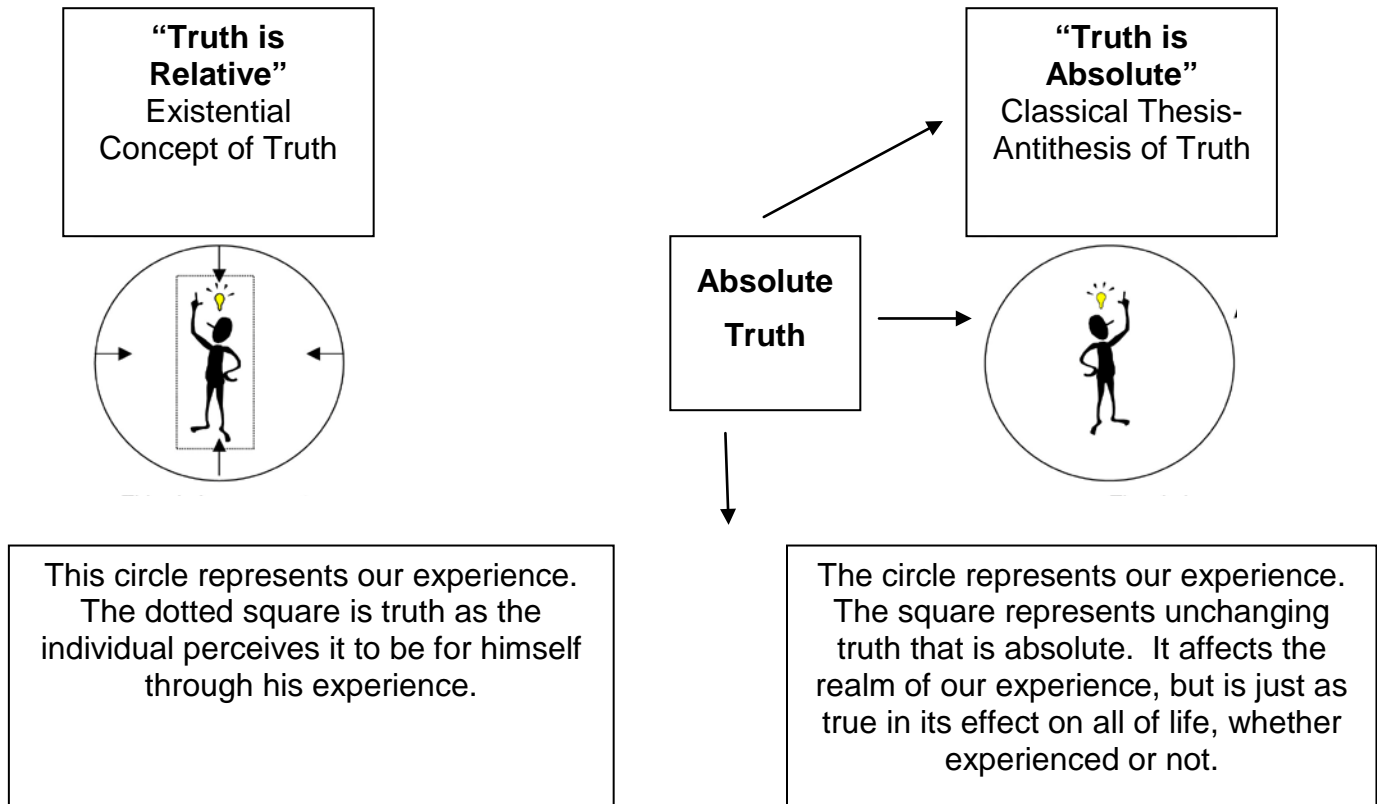 “Truth is
Relative”
Existential
Concept of Truth
“Truth is
Absolute”
Classical Thesis-
Antithesis of Truth
Absolute
Truth
This circle represents our experience.
The dotted square is truth as the
individual perceives it to be for himself
through his experience.
The circle represents our experience.
The square represents unchanging
truth that is absolute.  It affects the
realm of our experience, but is just as
true in its effect on all of life, whether
experienced or not.